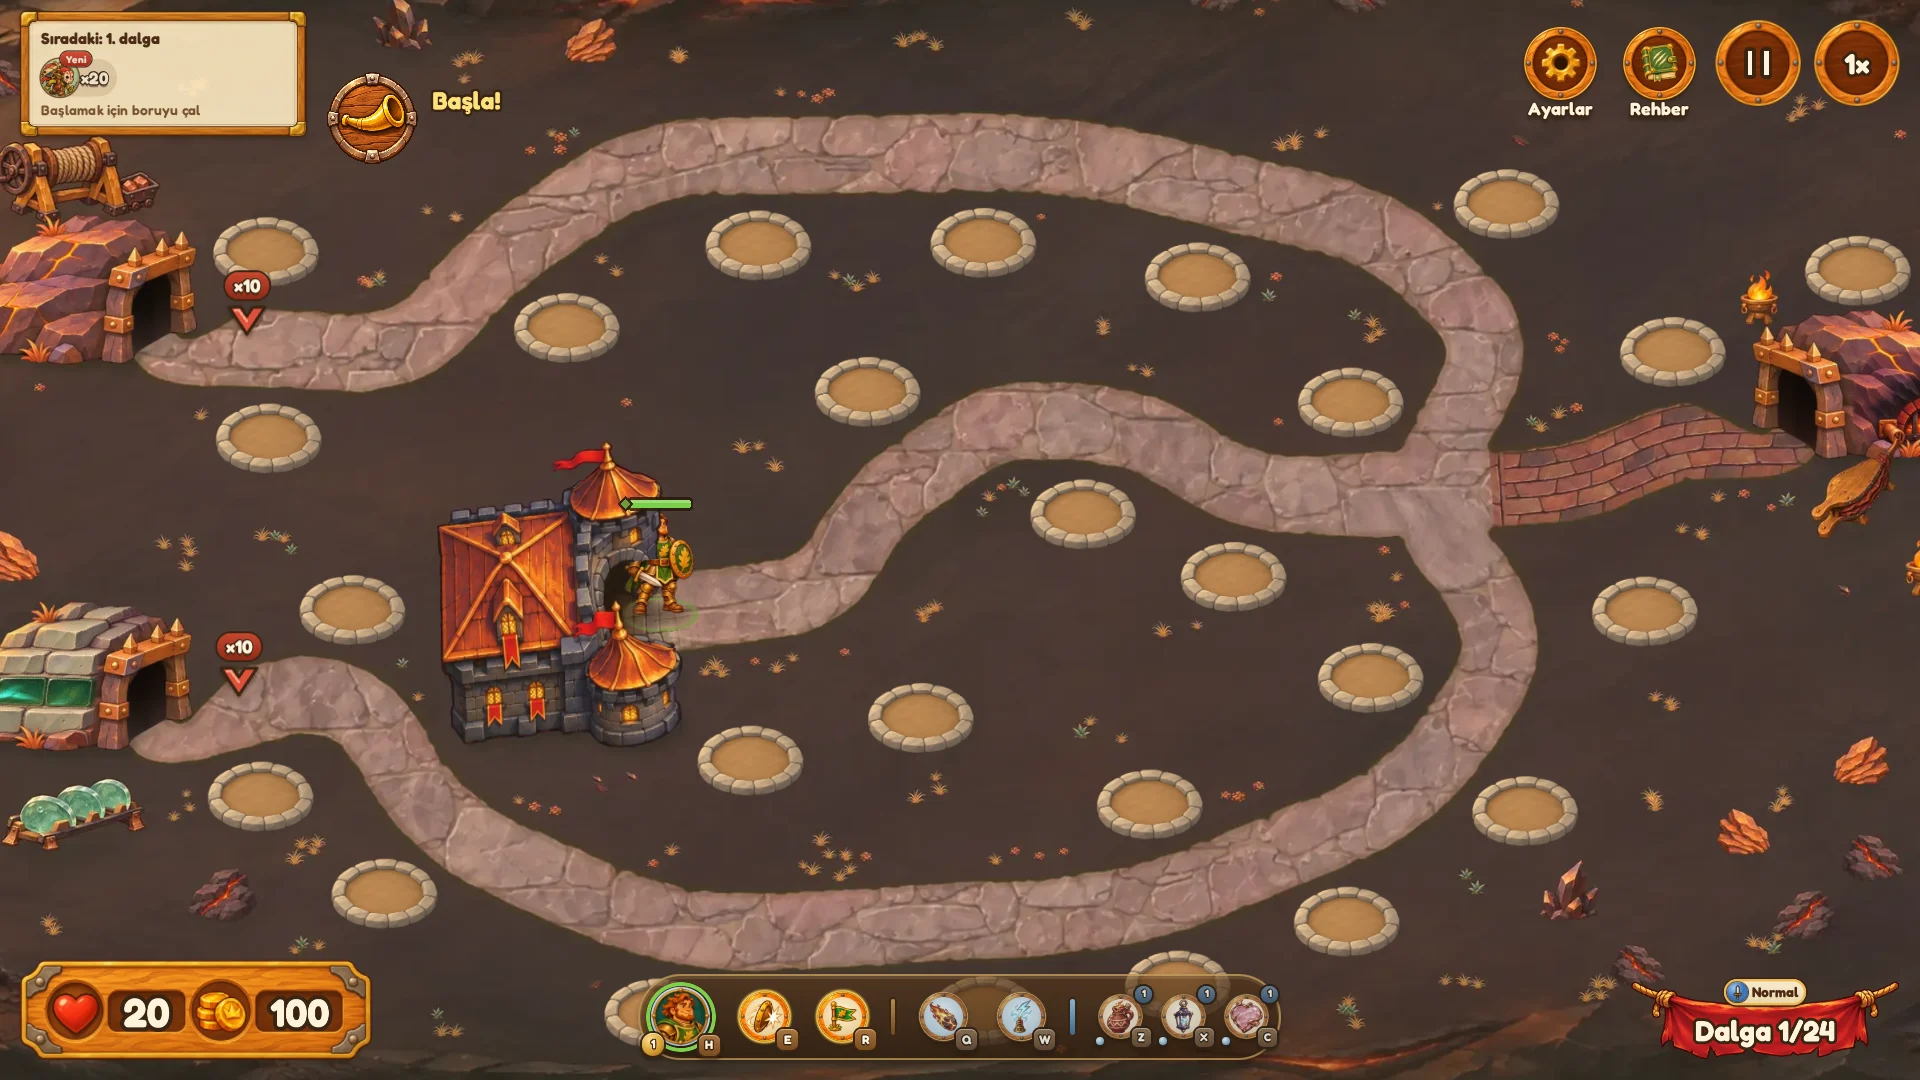 Sıradaki: 1. dalga
Yeni
x20
Başlamak için boruyu çal
Başla!
Ayarlar
Rehber
1x
x10
x10
20
100
1
H
E
R
Q
W
1
Z
1
X
1
C
Normal
Dalga 1/24